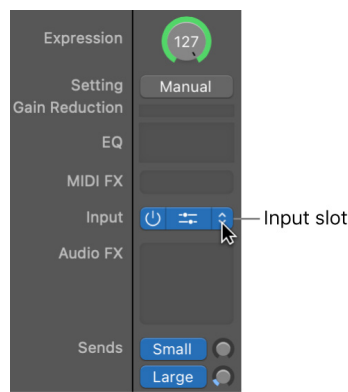 Expression
127
Setting Manual
Gain Reduction
EQ
MIDI FX
Input
Input slot
Audio FX
Sends Small
Large